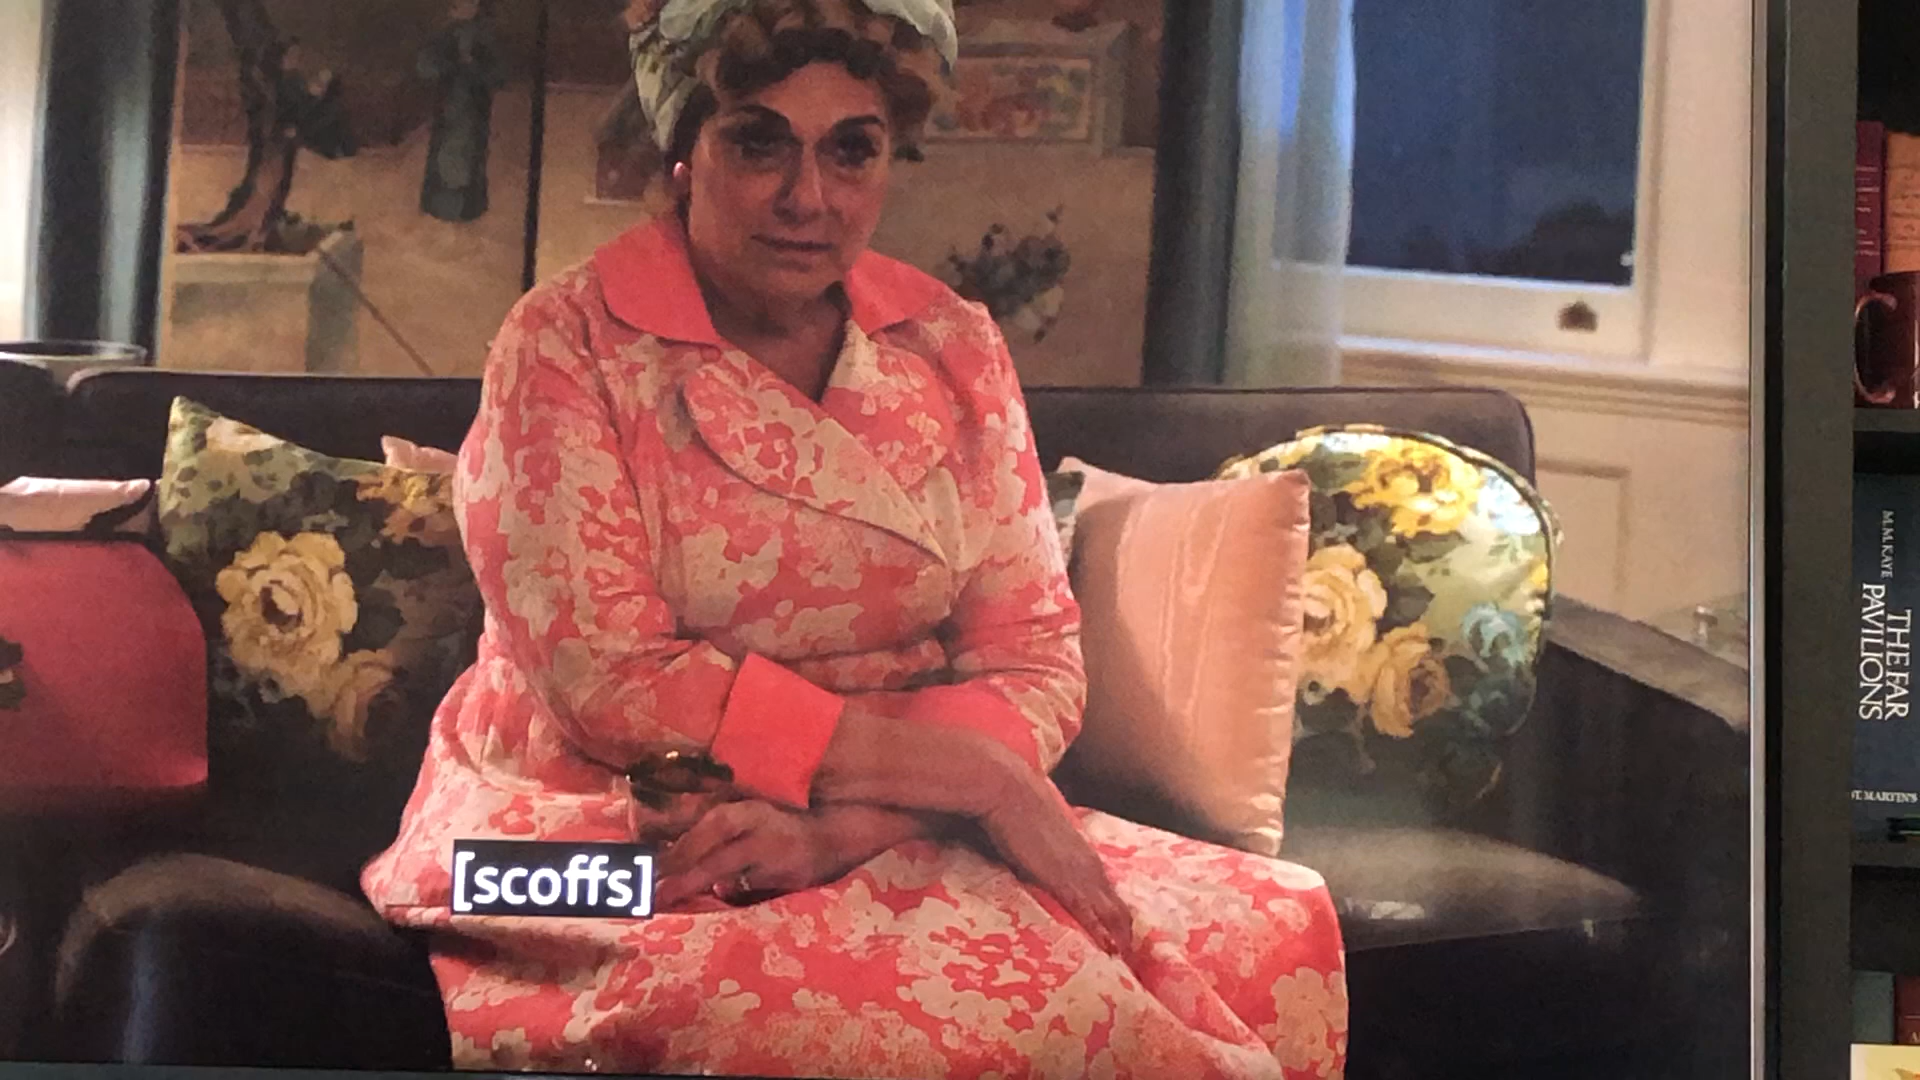 [scoffs]
M.M.KAYE
THE FAR
PAVILIONS
ST. MARTIN'S